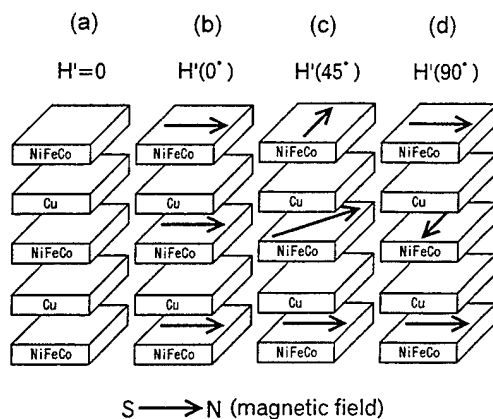 (a) (b) (c) (d)
H'=0 H'(0°) H'(45°) H'(90°)
NiFeCo NiFeCo NiFeCo NiFeCo
Cu Cu Cu Cu
NiFeCo NiFeCo NiFeCo NiFeCo
Cu Cu Cu Cu
NiFeCo NiFeCo NiFeCo NiFeCo
S N (magnetic field)